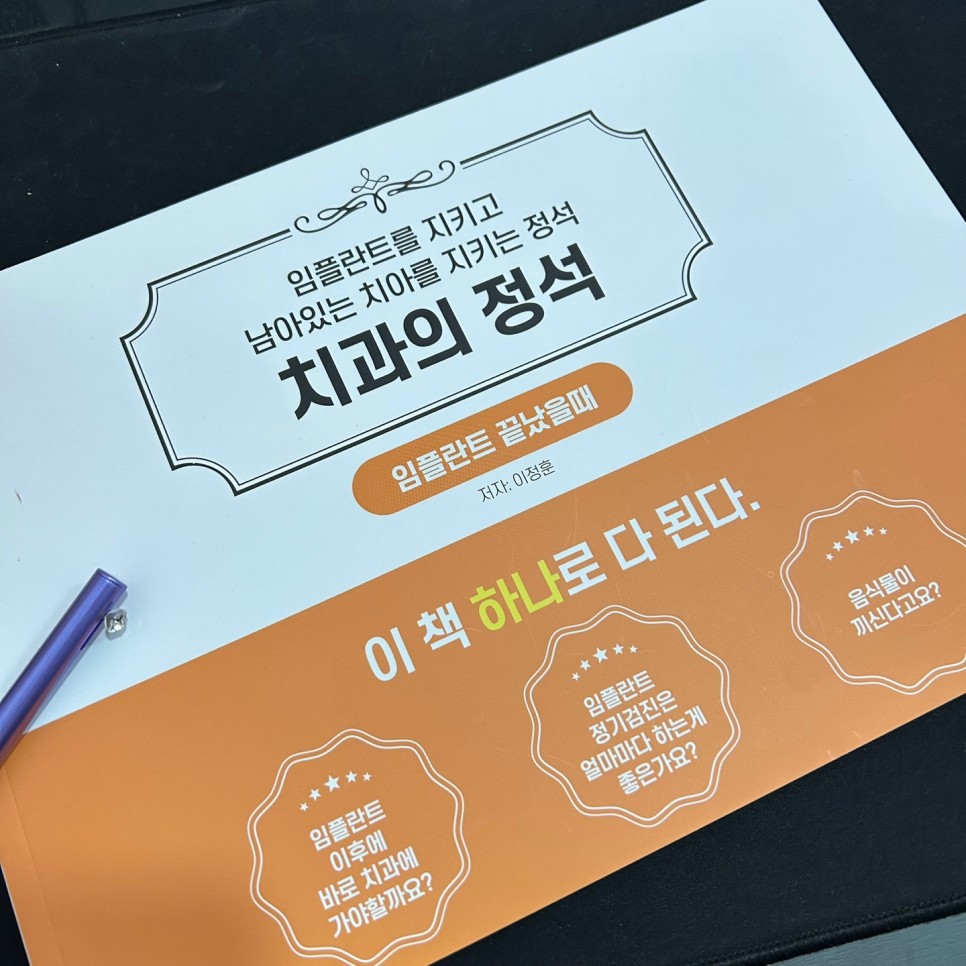 임플란트를 지키고
남아있는 치아를 지키는 정석
치과의 정석
임플란트 끝났을때
저자: 이정훈
이 책 하나로 다 된다.
임플란트
이후에
바로 치과에
가야할까요?
임플란트
정기검진은
얼마마다 하는게
좋은가요?
음식물이
끼신다고요?